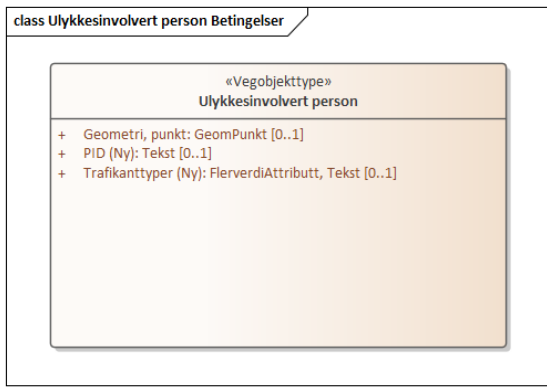 class Ulykkesinvolvert person Betingelser
«Vegobjekttype»
Ulykkesinvolvert person
+ Geometri, punkt: GeomPunkt [0..1]
+ PID (Ny): Tekst [0..1]
+ Trafikanttyper (Ny): FlerverdiAttributt, Tekst [0..1]